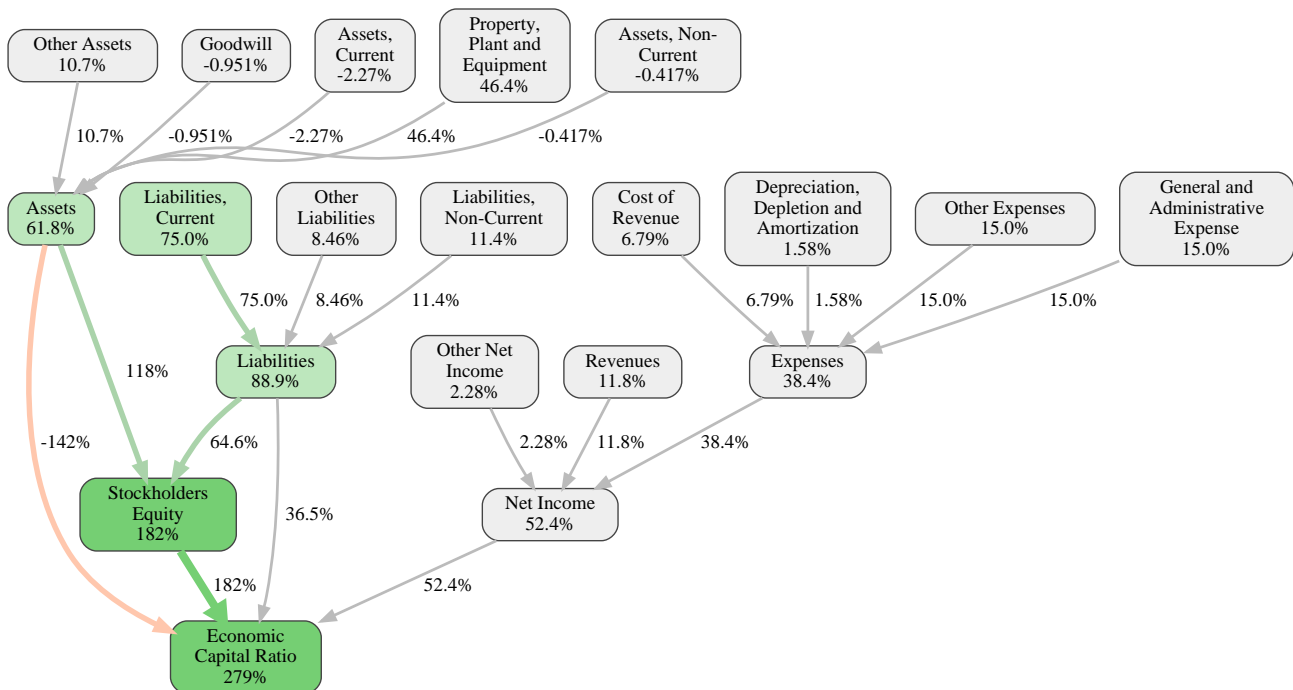 Other Assets
10.7%
Goodwill
-0.951%
Assets,
Current
-2.27%
Property,
Plant and
Equipment
46.4%
Assets, Non-
Current
-0.417%
10.7%
-0.951%
-2.27%
46.4%
-0.417%
Assets
61.8%
Liabilities,
Current
75.0%
Other
Liabilities
8.46%
Liabilities,
Non-Current
11.4%
Cost of
Revenue
6.79%
Depreciation,
Depletion and
Amortization
1.58%
Other Expenses
15.0%
General and
Administrative
Expense
15.0%
75.0%
8.46%
11.4%
6.79%
1.58%
15.0%
15.0%
Liabilities
88.9%
Other Net
Income
2.28%
Revenues
11.8%
Expenses
38.4%
118%
-142%
64.6%
2.28%
11.8%
38.4%
Stockholders
Equity
182%
36.5%
Net Income
52.4%
182%
52.4%
Economic
Capital Ratio
279%